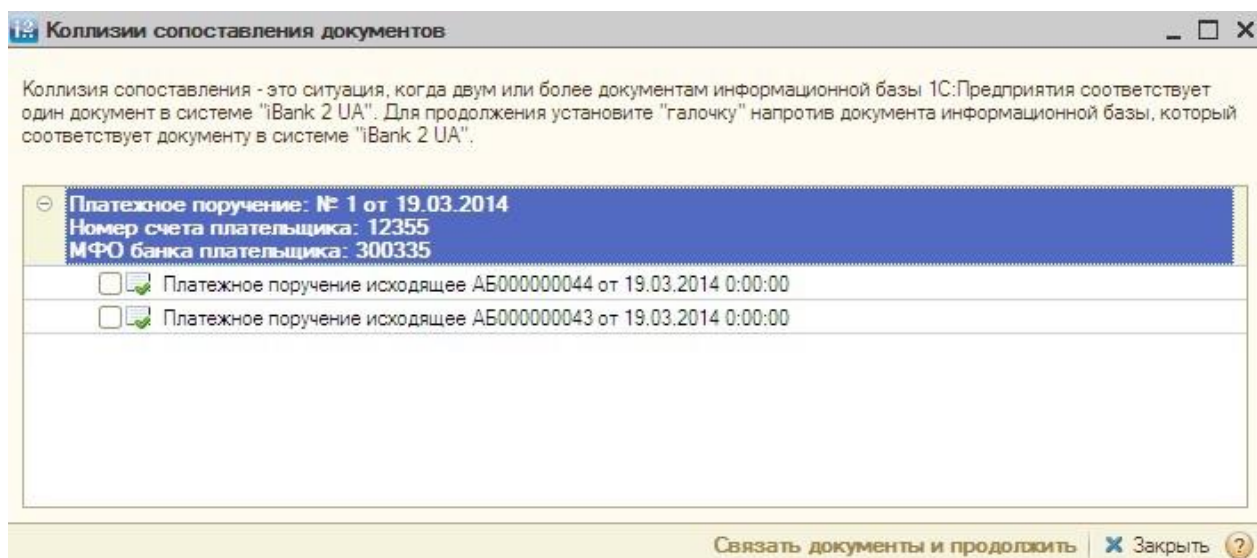 Коллизии сопоставления документов
Коллизия сопоставления - это ситуация, когда двум или более документам информационной базы 1С:Предприятия соответствует
один документ в системе "iBank 2 UA". Для продолжения установите "галочку" напротив документа информационной базы, который
соответствует документу в системе "iBank 2 UA".
Платежное поручение: № 1 от 19.03.2014
Номер счета плательщика: 12355
МФО банка плательщика: 300335
Платежное поручение исходящее АБ000000044 от 19.03.2014 0:00:00
Платежное поручение исходящее АБ000000043 от 19.03.2014 0:00:00
Связать документы и продолжить Закрыть ?